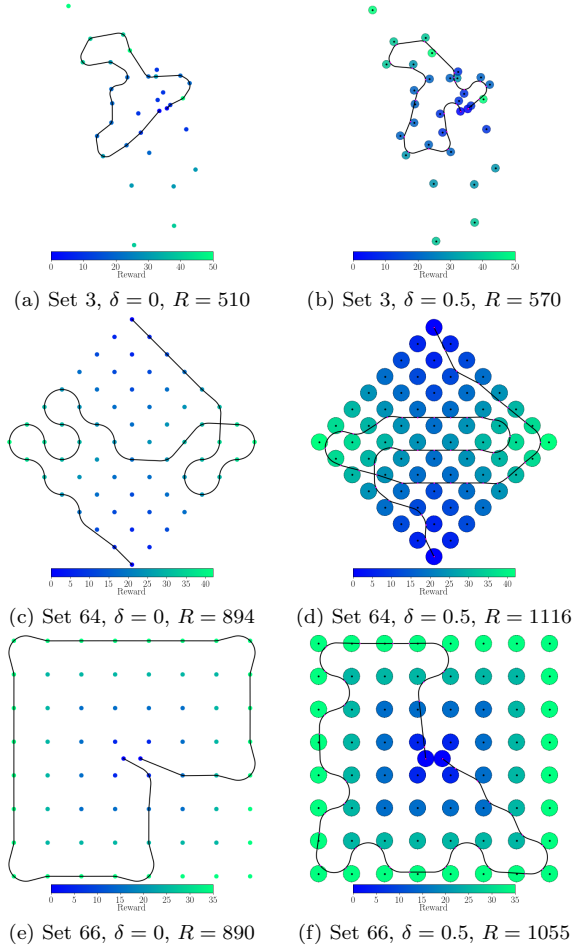 0 10 20 30 40 50 0 10 20 30 40 50
Reward Reward
(a) Set 3, δ = 0, R = 510 (b) Set 3, δ = 0.5, R = 570
0 5 10 15 20 25 30 35 40 0 5 10 15 20 25 30 35 40
Reward Reward
(c) Set 64, δ = 0, R = 894 (d) Set 64, δ = 0.5, R = 1116
0 5 10 15 20 25 30 35 0 5 10 15 20 25 30 35
Reward Reward
(e) Set 66, δ = 0, R = 890 (f) Set 66, δ = 0.5, R = 1055